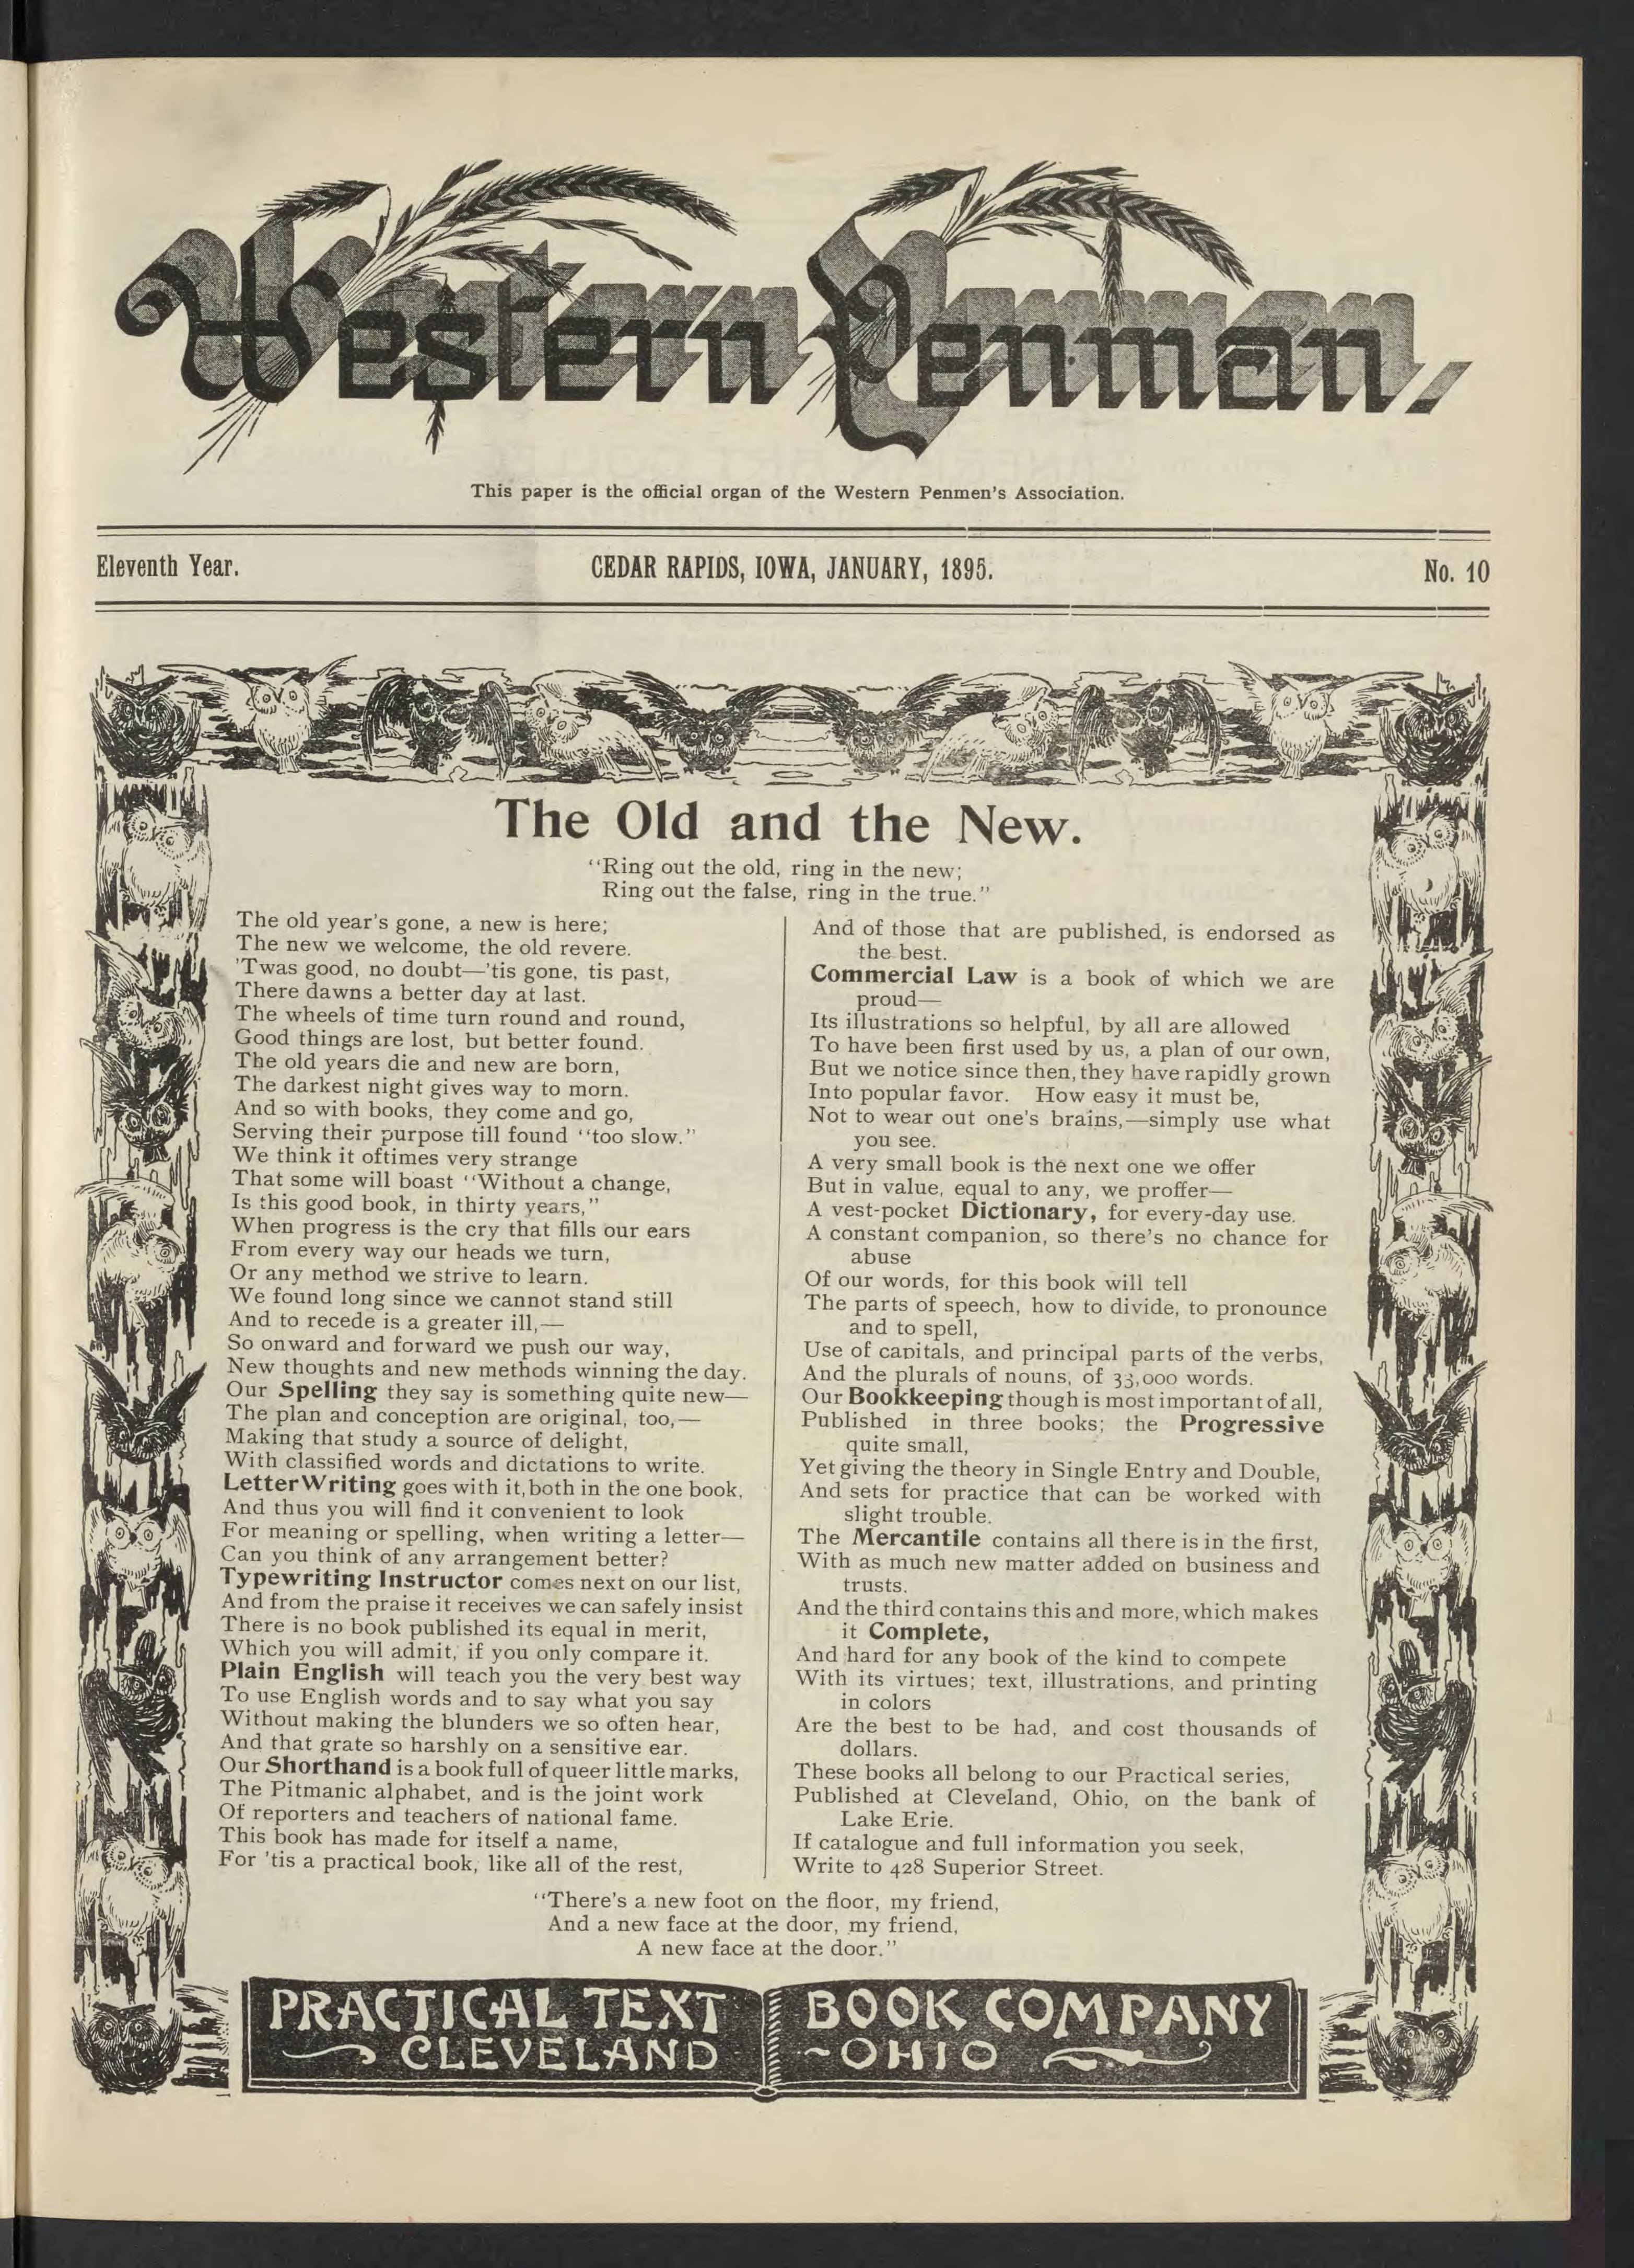 Western Penman,
This paper is the official organ of the Western Penmen's Association.
Eleventh Year.
CEDAR RAPIDS, IOWA, JANUARY, 1895.
No. 10
The Old and the New.
"Ring out the old, ring in the new;
Ring out the false, ring in the true."
The old year's gone, a new is here;
The new we welcome, the old revere.
'Twas good, no doubt—'tis gone, tis past,
There dawns a better day at last.
The wheels of time turn round and round,
Good things are lost, but better found.
The old years die and new are born,
The darkest night gives way to morn.
And so with books, they come and go,
Serving their purpose till found "too slow."
We think it oftimes very strange
That some will boast "Without a change,
Is this good book, in thirty years,"
When progress is the cry that fills our ears
From every way our heads we turn,
Or any method we strive to learn.
We found long since we cannot stand still
And to recede is a greater ill,—
So onward and forward we push our way,
New thoughts and new methods winning the day.
Our Spelling they say is something quite new—
The plan and conception are original, too,—
Making that study a source of delight,
With classified words and dictations to write.
Letter Writing goes with it, both in the one book,
And thus you will find it convenient to look
For meaning or spelling, when writing a letter—
Can you think of any arrangement better?
Typewriting Instructor comes next on our list,
And from the praise it receives we can safely insist
There is no book published its equal in merit,
Which you will admit, if you only compare it.
Plain English will teach you the very best way
To use English words and to say what you say
Without making the blunders we so often hear,
And that grate so harshly on a sensitive ear.
Our Shorthand is a book full of queer little marks,
The Pitmanic alphabet, and is the joint work
Of reporters and teachers of national fame.
This book has made for itself a name,
For 'tis a practical book, like all of the rest,
And of those that are published, is endorsed as
the best.
Commercial Law is a book of which we are
proud—
Its illustrations so helpful, by all are allowed
To have been first used by us, a plan of our own,
But we notice since then, they have rapidly grown
Into popular favor. How easy it must be,
Not to wear out one's brains,—simply use what
you see.
A very small book is the next one we offer
But in value, equal to any, we proffer—
A vest-pocket Dictionary, for every-day use.
A constant companion, so there's no chance for
abuse
Of our words, for this book will tell
The parts of speech, how to divide, to pronounce
and to spell,
Use of capitals, and principal parts of the verbs,
And the plurals of nouns, of 33,000 words.
Our Bookkeeping though is most important of all,
Published in three books; the Progressive
quite small,
Yet giving the theory in Single Entry and Double,
And sets for practice that can be worked with
slight trouble.
The Mercantile contains all there is in the first,
With as much new matter added on business and
trusts.
And the third contains this and more, which makes
it Complete,
And hard for any book of the kind to compete
With its virtues; text, illustrations, and printing
in colors
Are the best to be had, and cost thousands of
dollars.
These books all belong to our Practical series,
Published at Cleveland, Ohio, on the bank of
Lake Erie.
If catalogue and full information you seek,
Write to 428 Superior Street.
"There's a new foot on the floor, my friend,
And a new face at the door, my friend,
A new face at the door."
PRACTICAL TEXT BOOK COMPANY
CLEVELAND ~OHIO